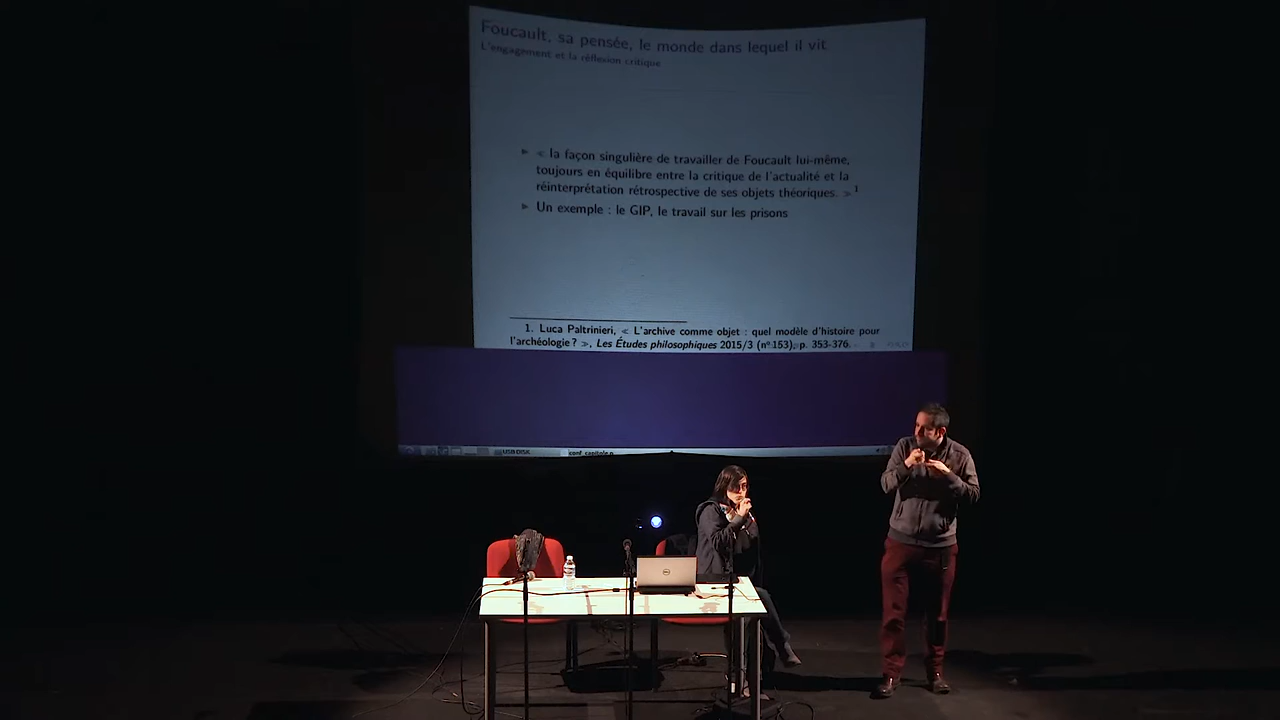 Foucault, sa pensée, le monde dans lequel il vit
L'engagement et la réflexion critique
« la façon singulière de travailler de Foucault lui-même,
toujours en équilibre entre la critique de l'actualité et la
réinterprétation rétrospective de ses objets théoriques. »1
Un exemple : le GIP, le travail sur les prisons
1. Luca Paltrinieri, « L'archive comme objet : quel modèle d'histoire pour
l'archéologie ? », Les Études philosophiques 2015/3 (nº 153), p. 353-376.
USB DISK
DELL